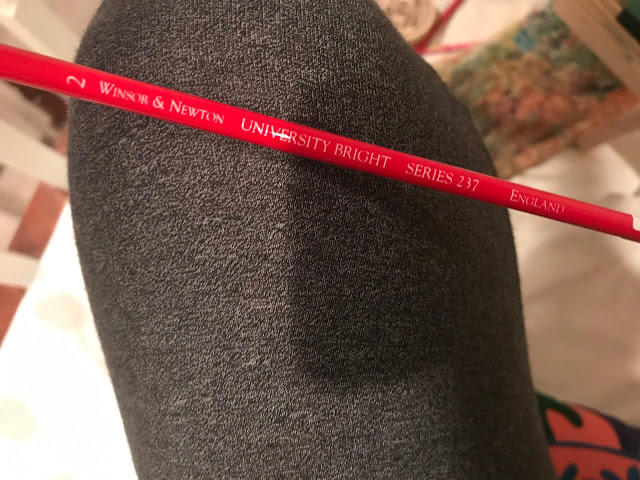 2 WINSOR & NEWTON UNIVERSITY BRIGHT SERIES 237 ENGLAND